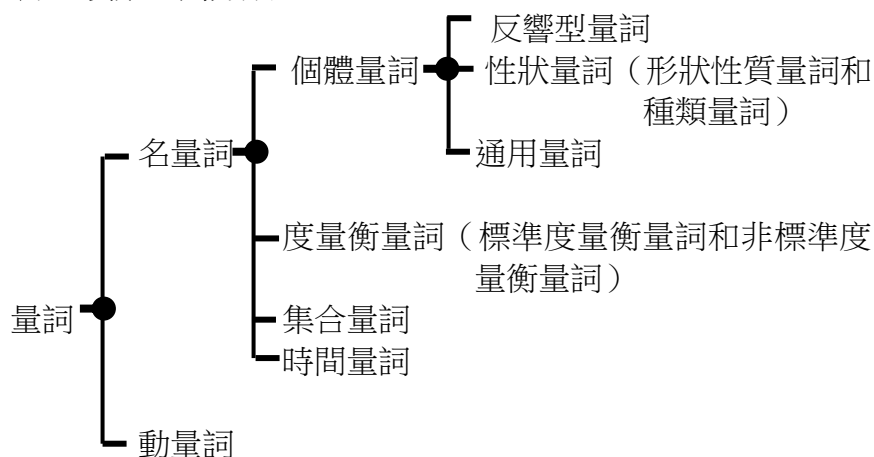 反響型量詞
個體量詞
性狀量詞（形狀性質量詞和
種類量詞）
名量詞
通用量詞
度量衡量詞（標準度量衡量詞和非標準度
量衡量詞）
量詞
集合量詞
時間量詞
動量詞